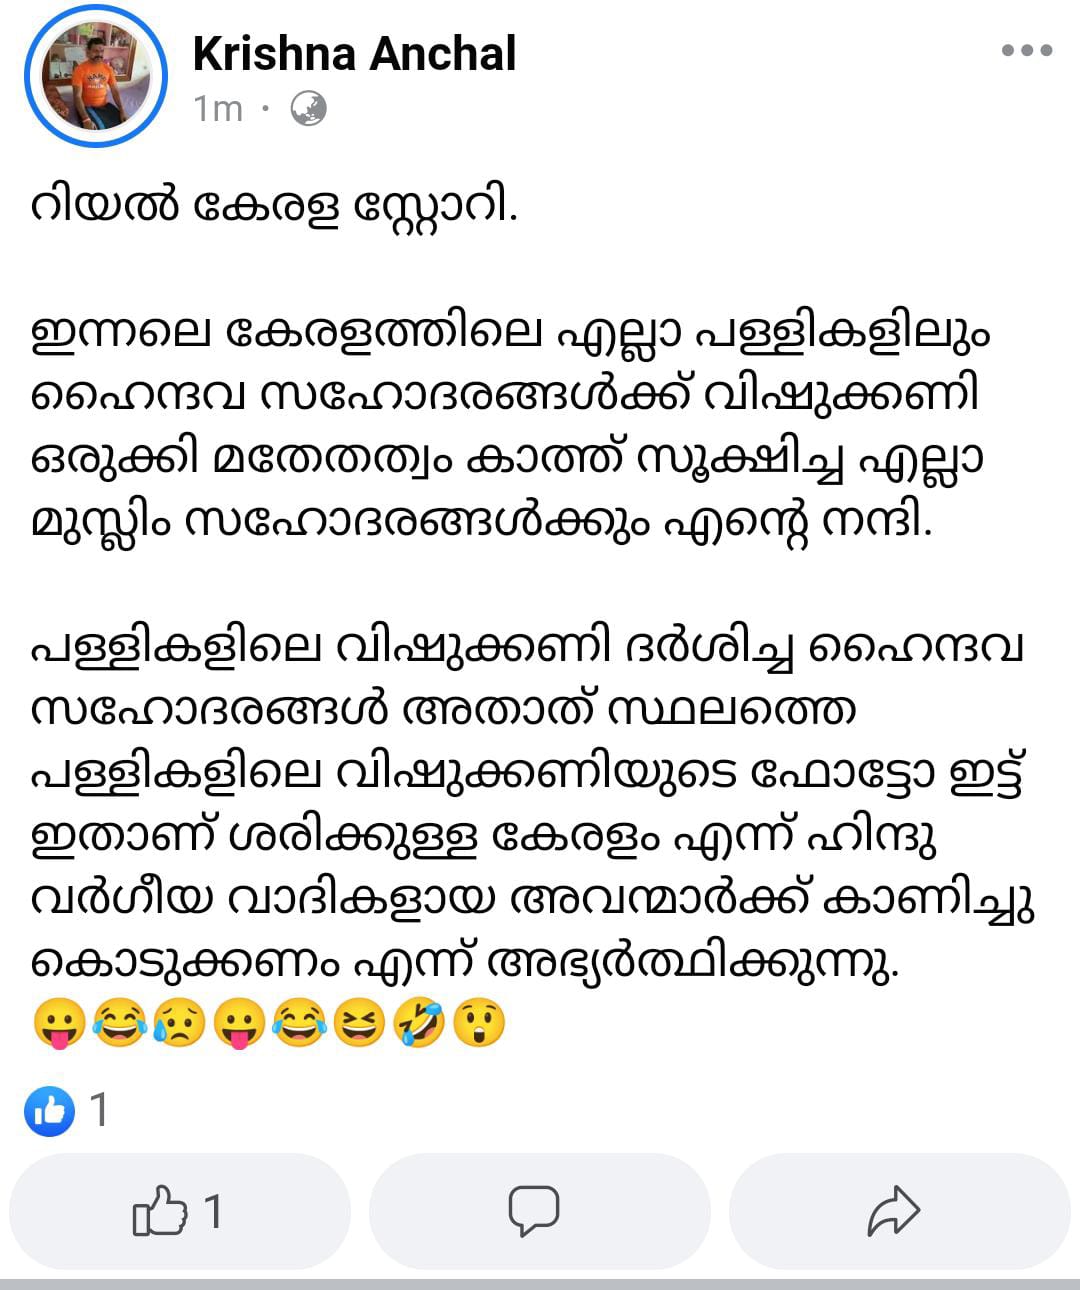 Krishna Anchal
1m ·
റിയൽ കേരള സ്റ്റോറി.
ഇന്നലെ കേരളത്തിലെ എല്ലാ പള്ളികളിലും
ഹൈന്ദവ സഹോദരങ്ങൾക്ക് വിഷുക്കണി
ഒരുക്കി മതേതത്വം കാത്ത് സൂക്ഷിച്ച എല്ലാ
മുസ്ലിം സഹോദരങ്ങൾക്കും എന്റെ നന്ദി.
പള്ളികളിലെ വിഷുക്കണി ദർശിച്ച ഹൈന്ദവ
സഹോദരങ്ങൾ അതാത് സ്ഥലത്തെ
പള്ളികളിലെ വിഷുക്കണിയുടെ ഫോട്ടോ ഇട്ട്
ഇതാണ് ശരിക്കുള്ള കേരളം എന്ന് ഹിന്ദു
വർഗീയ വാദികളായ അവന്മാർക്ക് കാണിച്ചു
കൊടുക്കണം എന്ന് അഭ്യർത്ഥിക്കുന്നു.
😛😂😥😛😂😆🤣😲
1
1